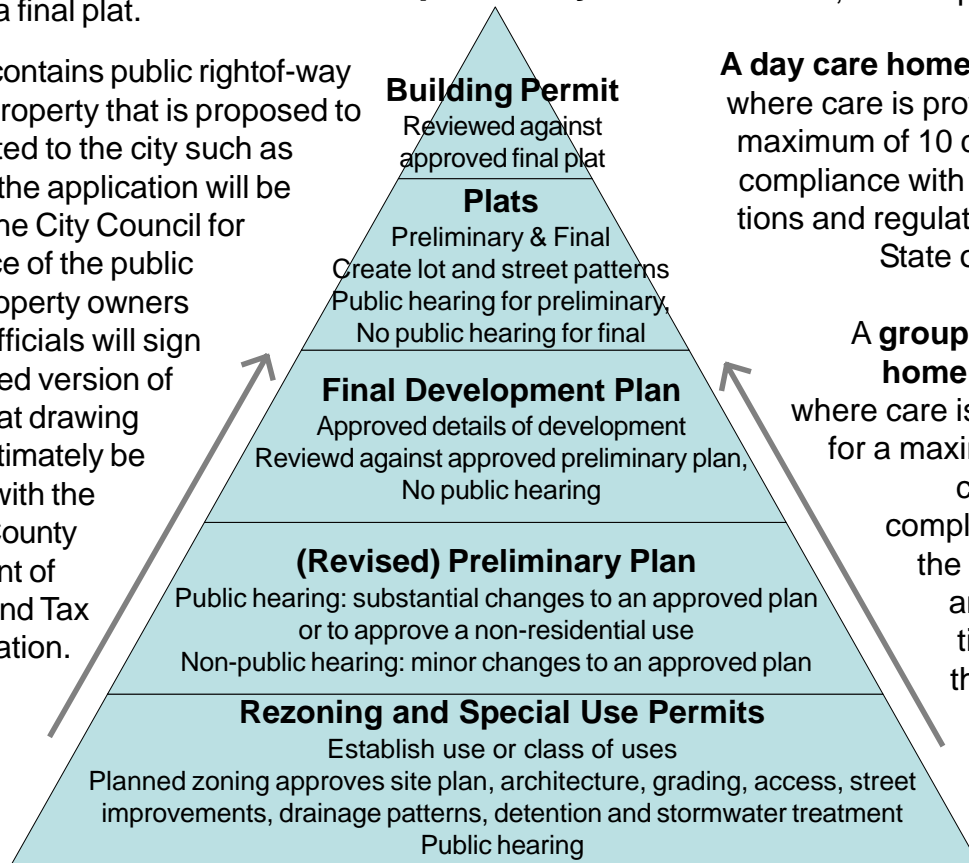 a final plat.
contains public rightof-way
roperty that is proposed to
ted to the city such as
the application will be
he City Council for
ce of the public
operty owners
fficials will sign
ed version of
at drawing
timately be
with the
County
nt of
nd Tax
ation.
Building Permit
Reviewed against
approved final plat
Plats
Preliminary & Final
Create lot and street patterns
Public hearing for preliminary,
No public hearing for final
Final Development Plan
Approved details of development
Reviewd against approved preliminary plan,
No public hearing
(Revised) Preliminary Plan
Public hearing: substantial changes to an approved plan
or to approve a non-residential use
Non-public hearing: minor changes to an approved plan
Rezoning and Special Use Permits
Establish use or class of uses
Planned zoning approves site plan, architecture, grading, access, street
improvements, drainage patterns, detention and stormwater treatment
Public hearing
A day care home
where care is prov
maximum of 10 c
compliance with
tions and regulat
State o
A group
home
where care is
for a maxim
c
compl
the
an
ti
th